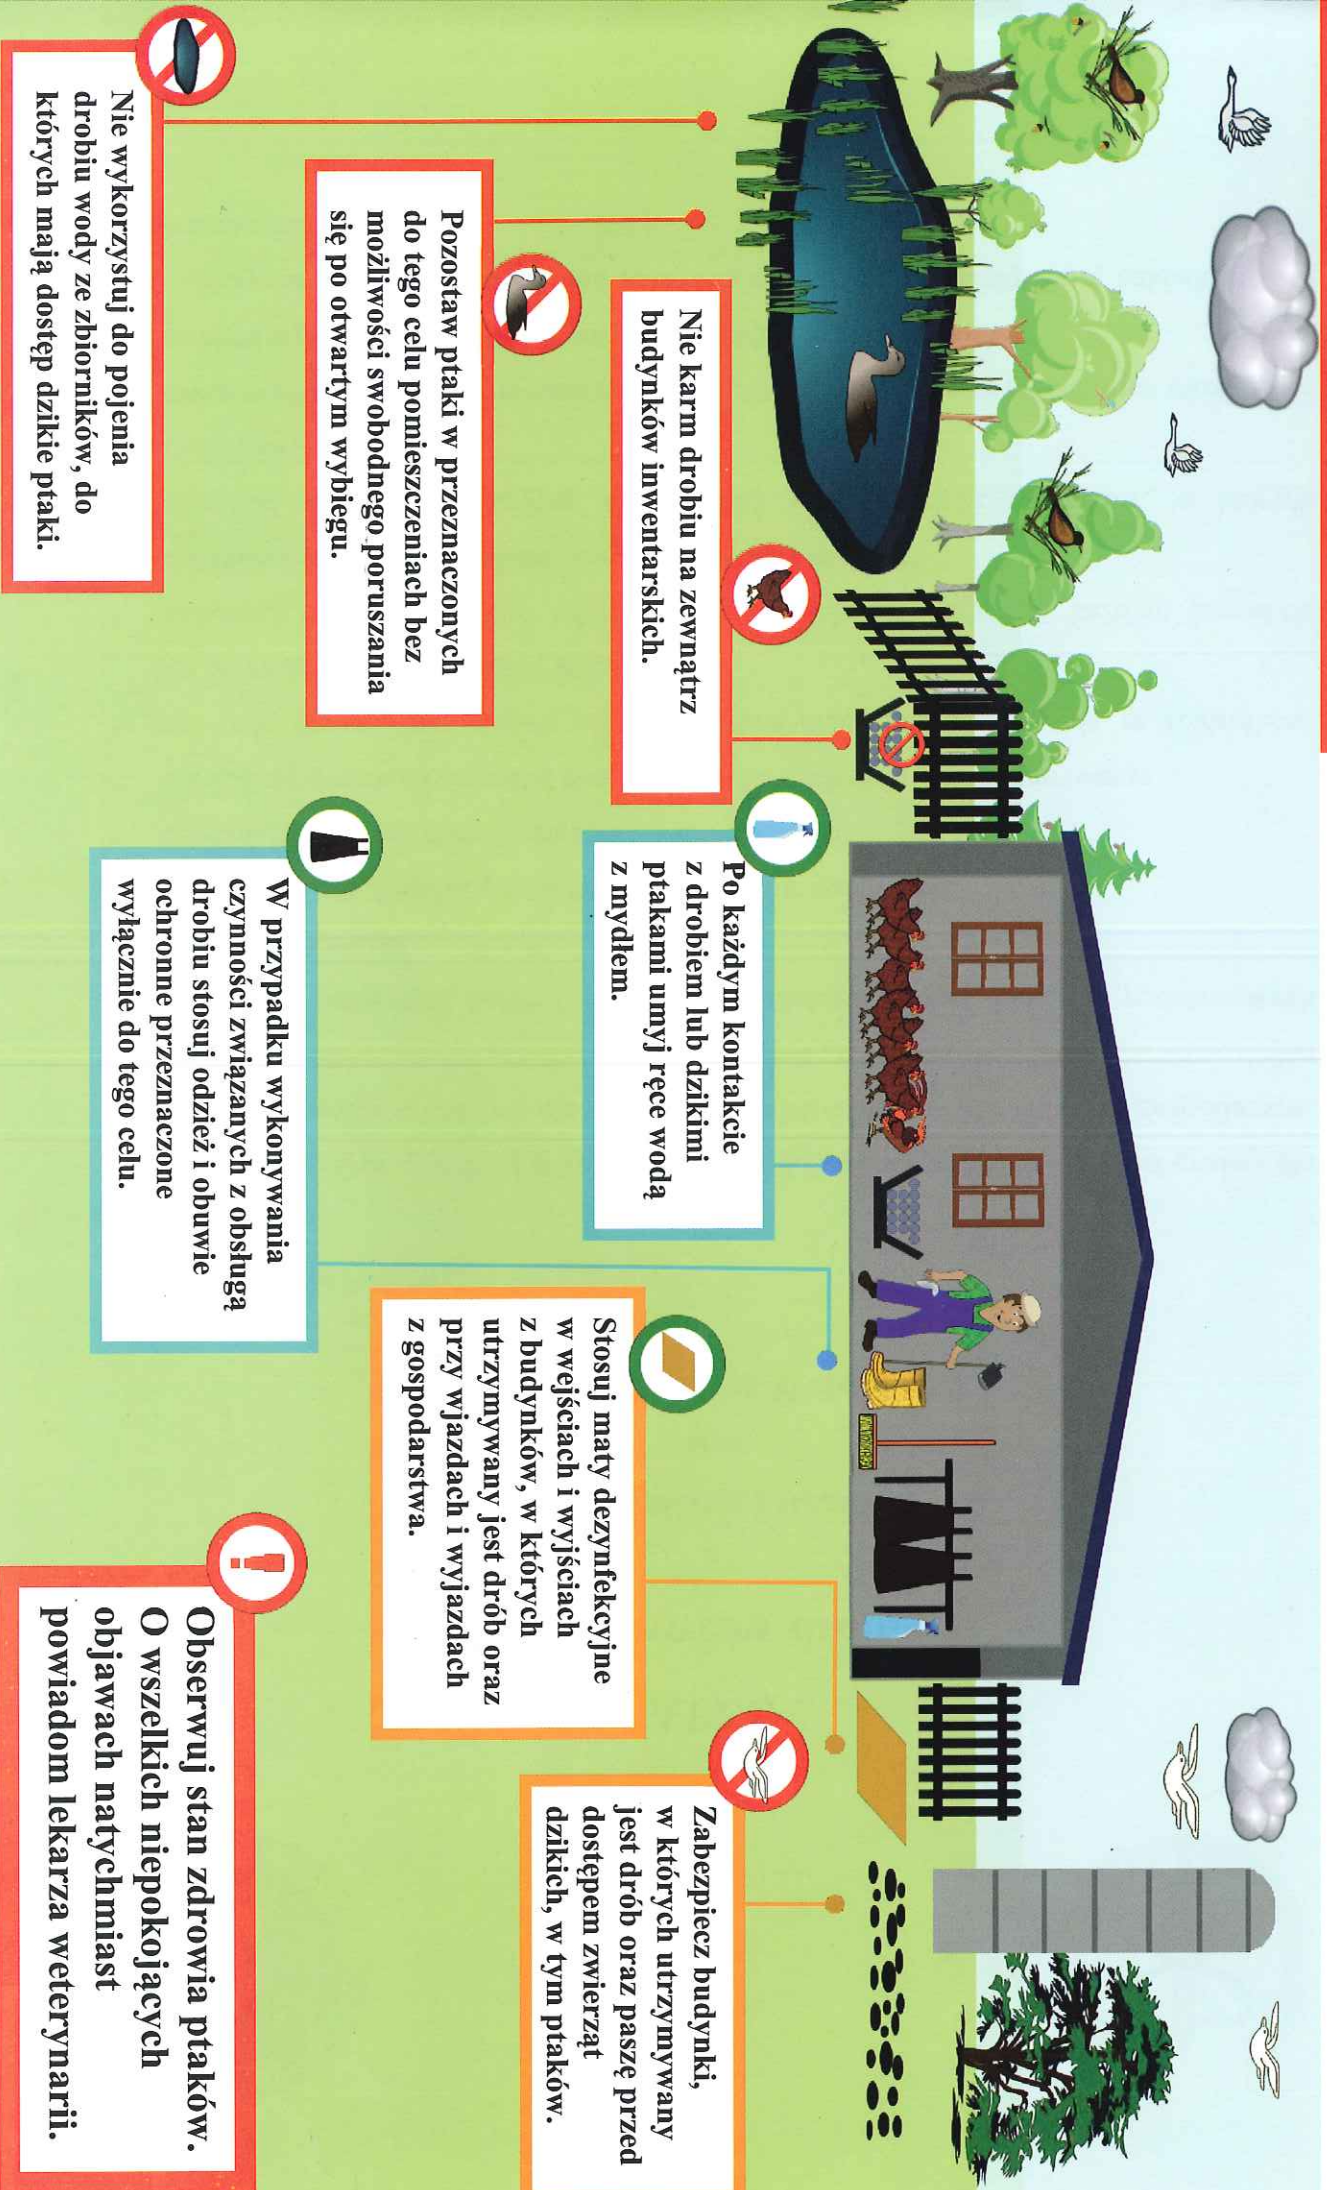 Nie wykorzystuj do pojenia
drobiu wody ze zbiorników, do
których mają dostęp dzikie ptaki.
Pozostaw ptaki w przeznaczonych
do tego celu pomieszczeniach bez
możliwości swobodnego poruszania
się po otwartym wybiegu.
Nie karm drobiu na zewnątrz
budynków inwentarskich.
Po każdym kontakcie
z drobiem lub dzikimi
ptakami umyj ręce wodą
z mydłem.
W przypadku wykonywania
czynności związanych z obsługą
drobiu stosuj odzież i obuwie
ochronne przeznaczone
wyłącznie do tego celu.
Stosuj maty dezynfekcyjne
w wejściach i wyjściach
z budynków, w których
utrzymywany jest drób oraz
przy wjazdach i wyjazdach
z gospodarstwa.
Zabezpiecz budynki,
w których utrzymywany
jest drób oraz paszę przed
dostępem zwierząt
dzikich, w tym ptaków.
Obserwuj stan zdrowia ptaków.
O wszelkich niepokojących
objawach natychmiast
powiadom lekarza weterynarii.